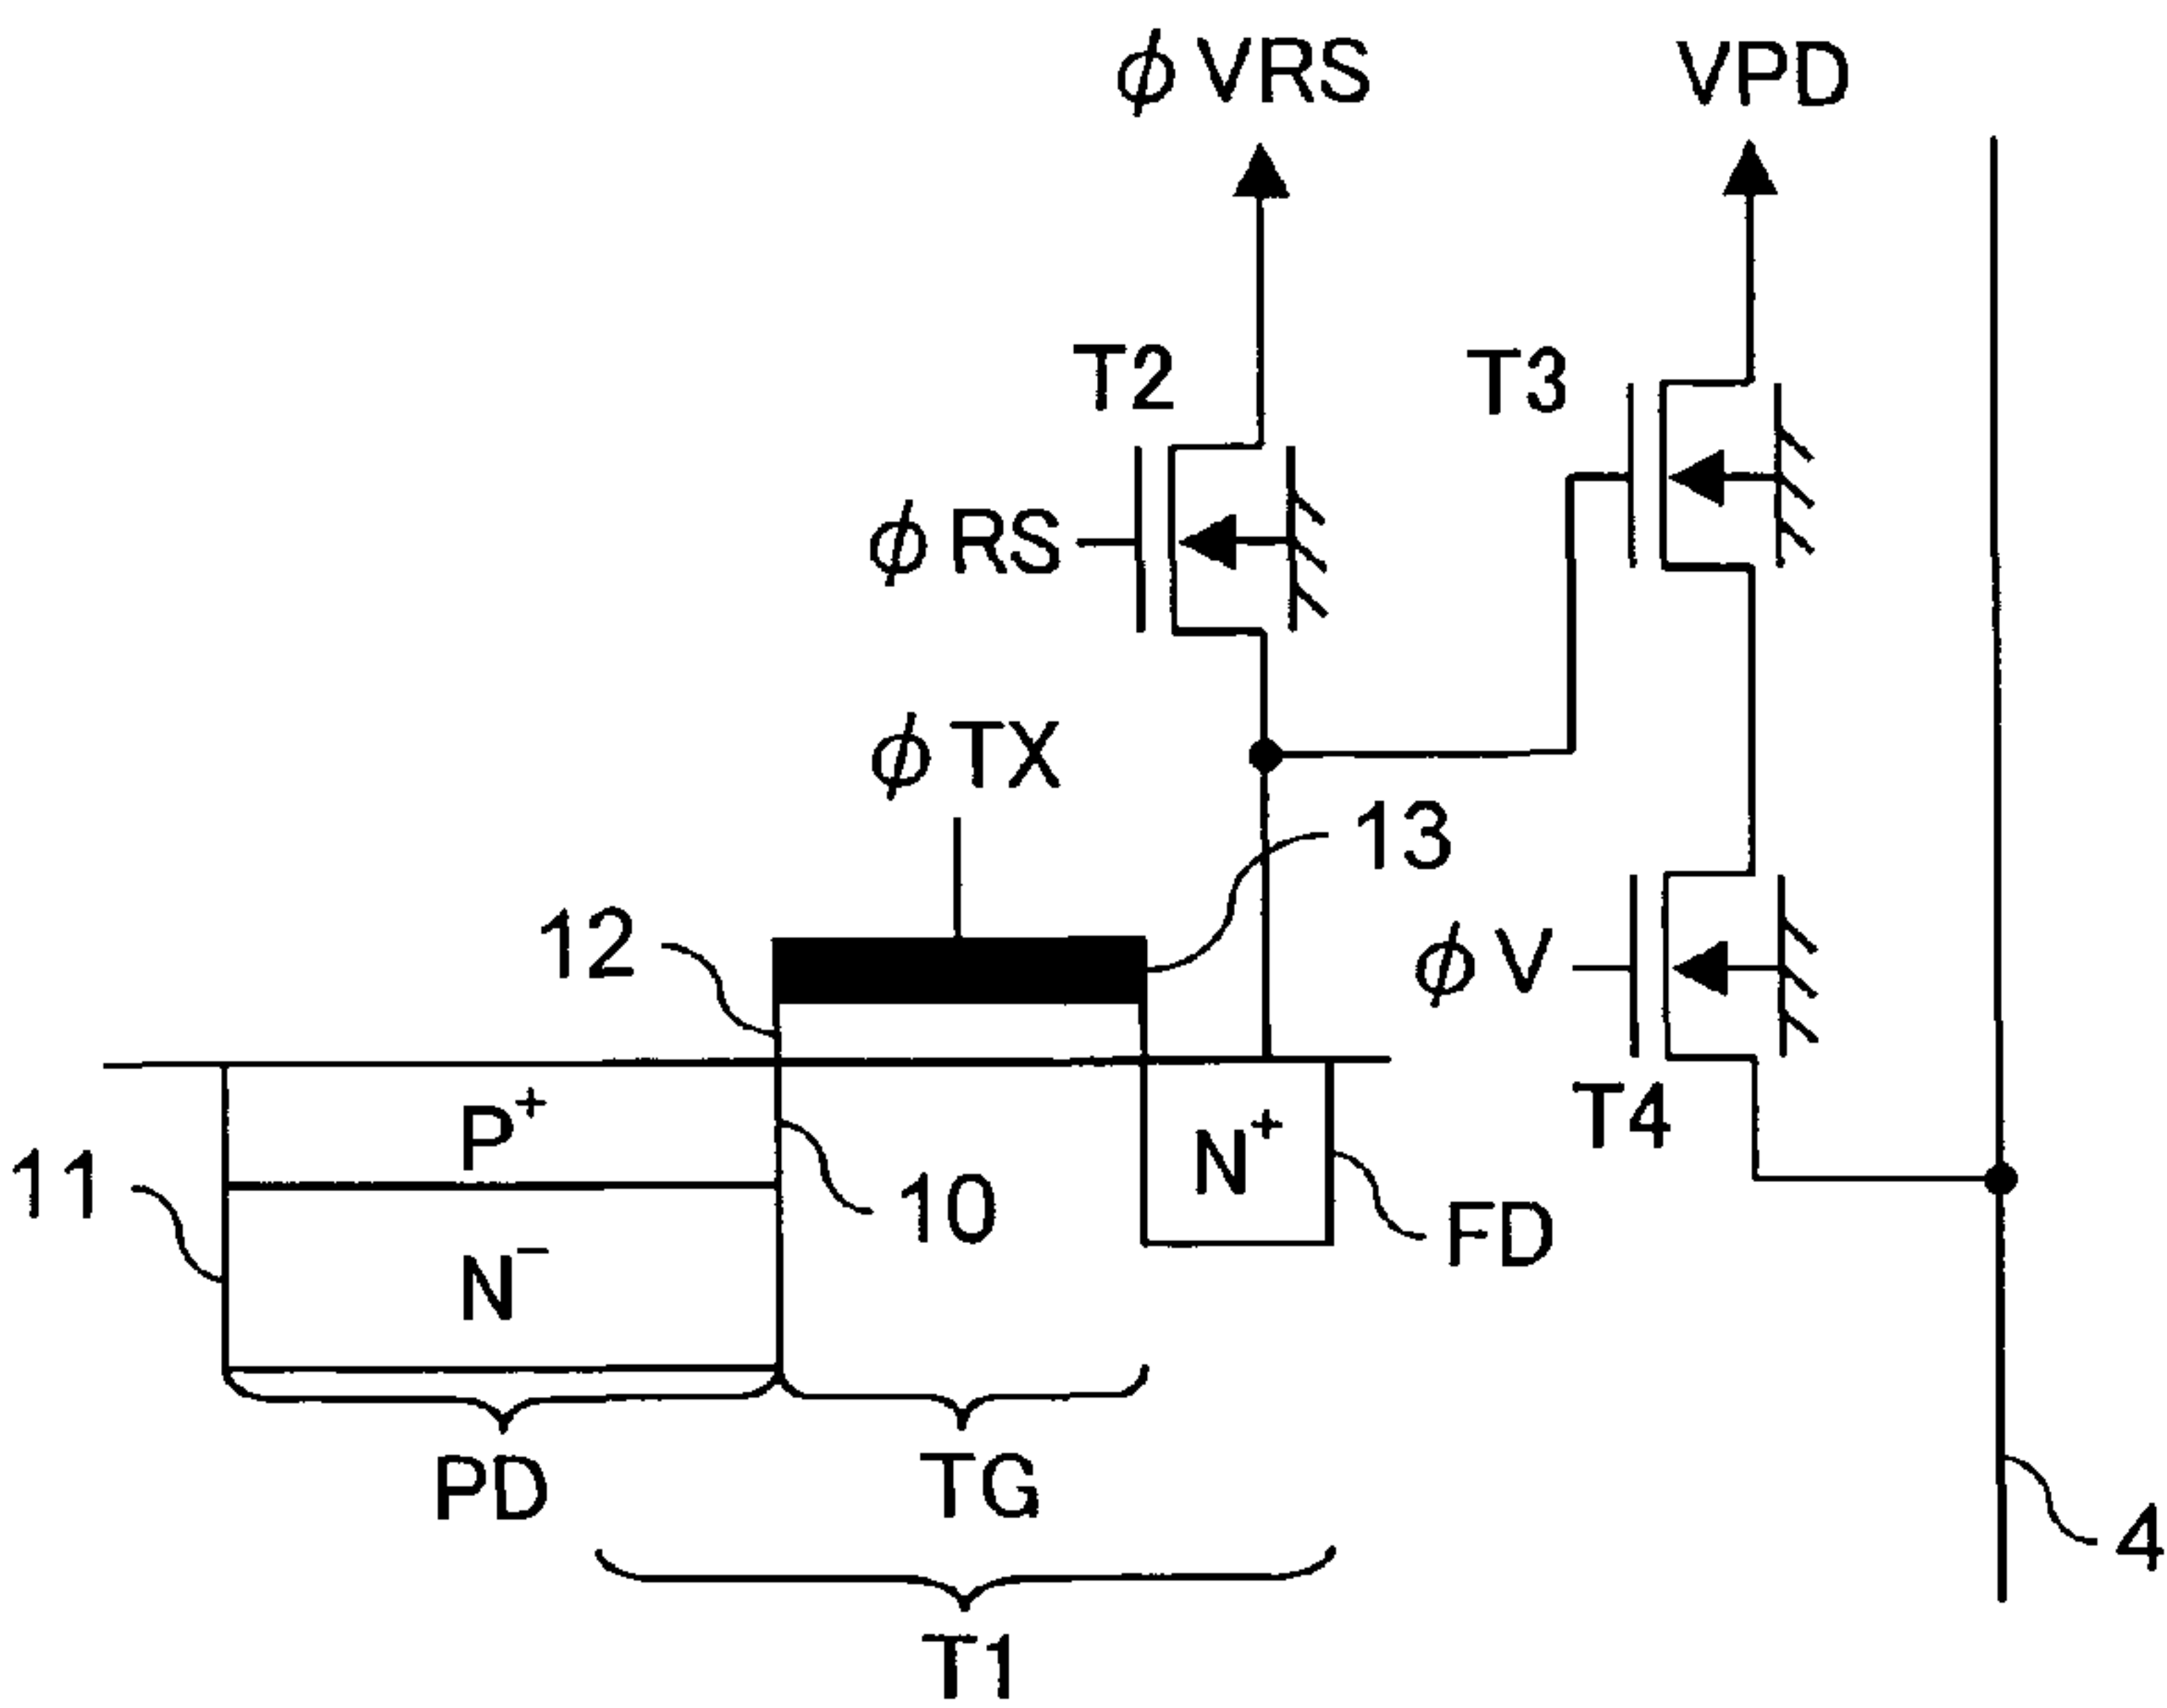 φVRS VPD
T2 T3
φRS
φTX
13
12
φV
P+
T4
11
10
N+
FD
N−
PD TG
4
T1